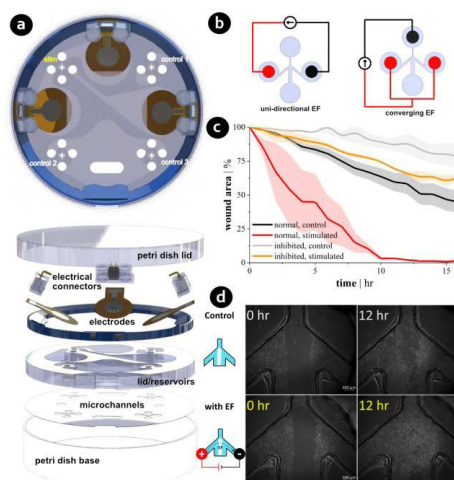 a
stim
control 1
control 2
control 3
petri dish lid
electrical
connectors
electrodes
lid/reservoirs
microchannels
petri dish base
b
uni-directional EF
converging EF
c
wound area | %
100
75
50
25
0
0
5
10
15
time | hr
normal, control
normal, stimulated
inhibited, control
inhibited, stimulated
d
Control
with EF
+
-
0 hr
12 hr
0 hr
12 hr